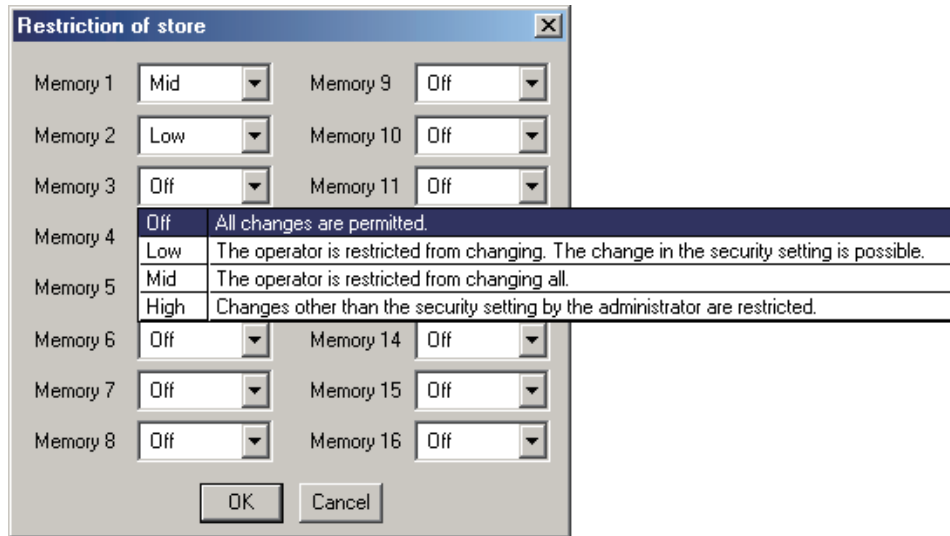 Restriction of store
Memory 1 Mid Memory 9 Off
Memory 2 Low Memory 10 Off
Memory 3 Off Memory 11 Off
Memory 4
Off All changes are permitted.
Low The operator is restricted from changing. The change in the security setting is possible.
Memory 5
Mid The operator is restricted from changing all.
High Changes other than the security setting by the administrator are restricted.
Memory 6 Off Memory 14 Off
Memory 7 Off Memory 15 Off
Memory 8 Off Memory 16 Off
OK Cancel